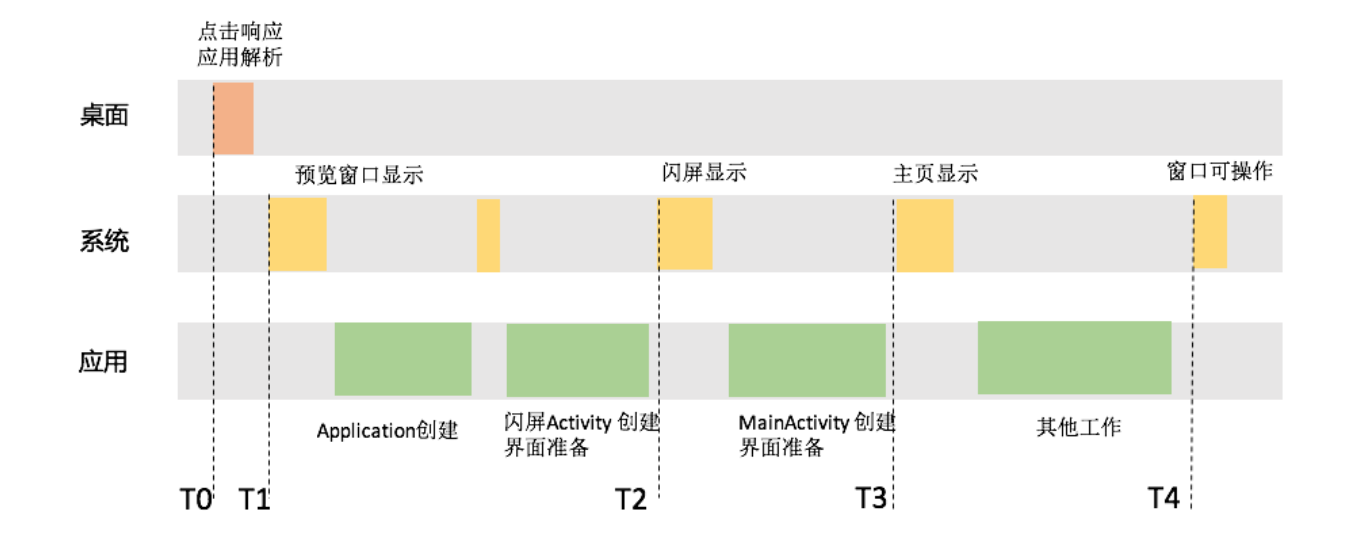 点击响应
应用解析
桌面
预览窗口显示
闪屏显示
主页显示
窗口可操作
系统
应用
Application创建
闪屏Activity 创建
界面准备
MainActivity 创建
界面准备
其他工作
T0
T1
T2
T3
T4